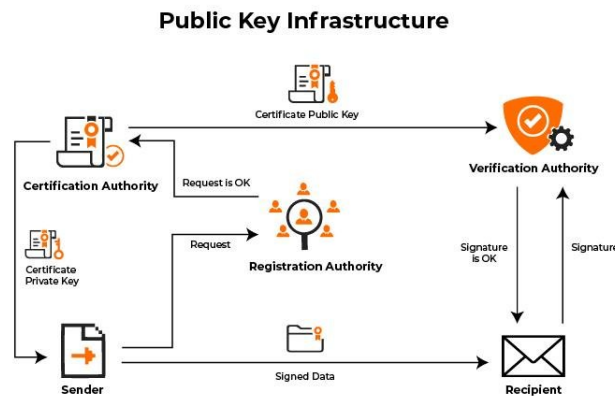 Public Key Infrastructure
Certificate Public Key
Certification Authority
Verification Authority
Request is OK
Certificate
Private Key
Request
Registration Authority
Signature
is OK
Signature
Signed Data
Sender
Recipient